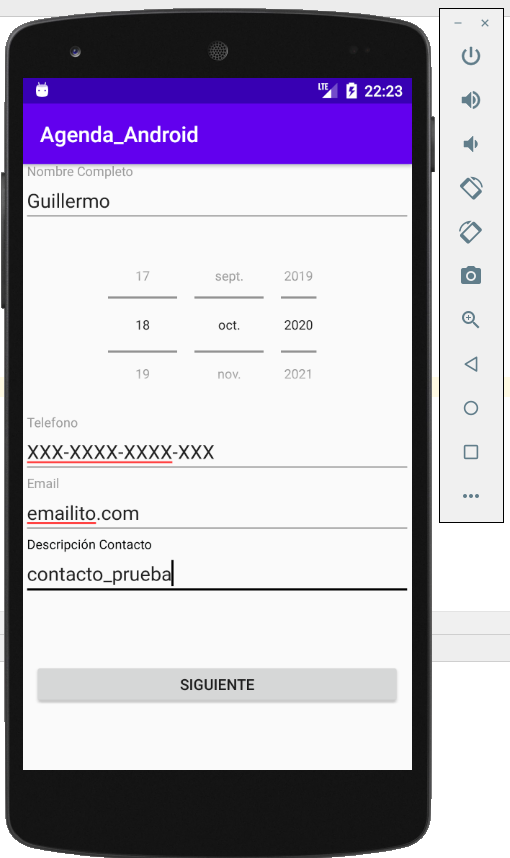 LTE 22:23
Agenda_Android
Nombre Completo
Guillermo
17 sept. 2019
18 oct. 2020
19 nov. 2021
Telefono
XXX-XXXX-XXXX-XXX
Email
emailito.com
Descripción Contacto
contacto_prueba
SIGUIENTE